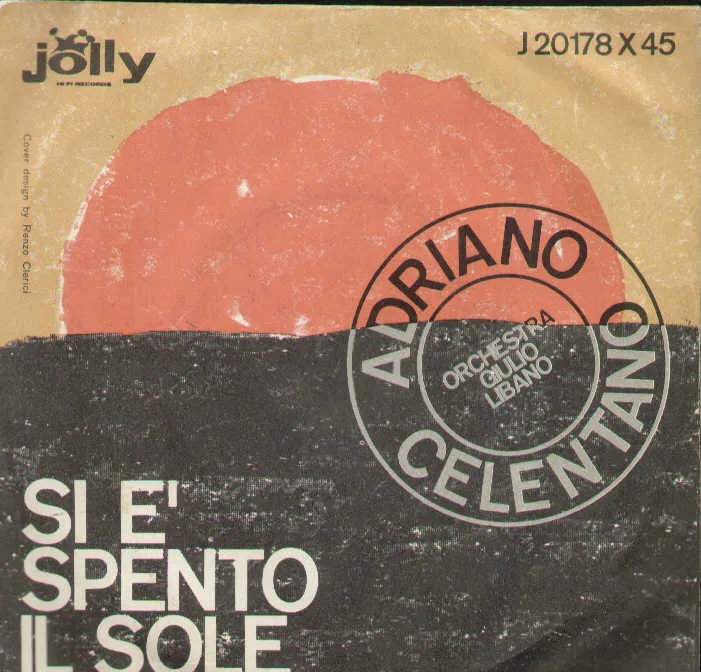 jolly
HI-FI RECORDS
J 20178 X 45
Cover design by Renzo Clerici
ADRIANO
CELENTANO
ORCHESTRA
GIULIO
LIBANO
SI E'
SPENTO
IL SOLE